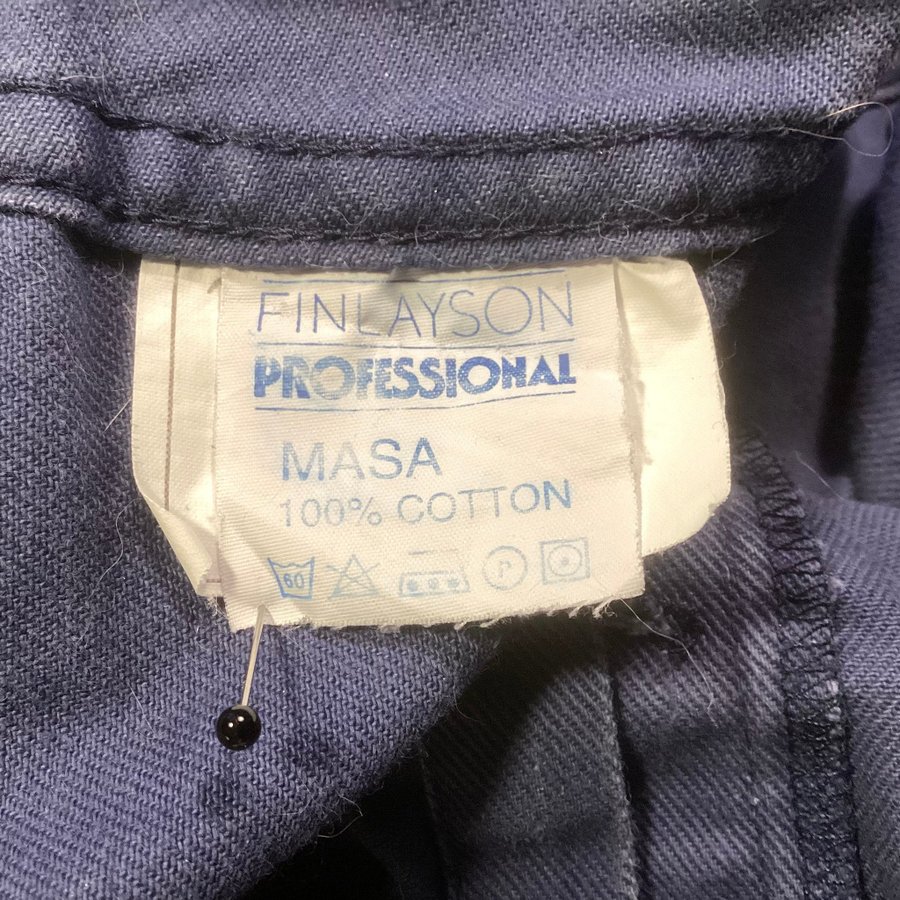 FINLAYSON
PROFESSIONAL
MASA
100% COTTON
60 P